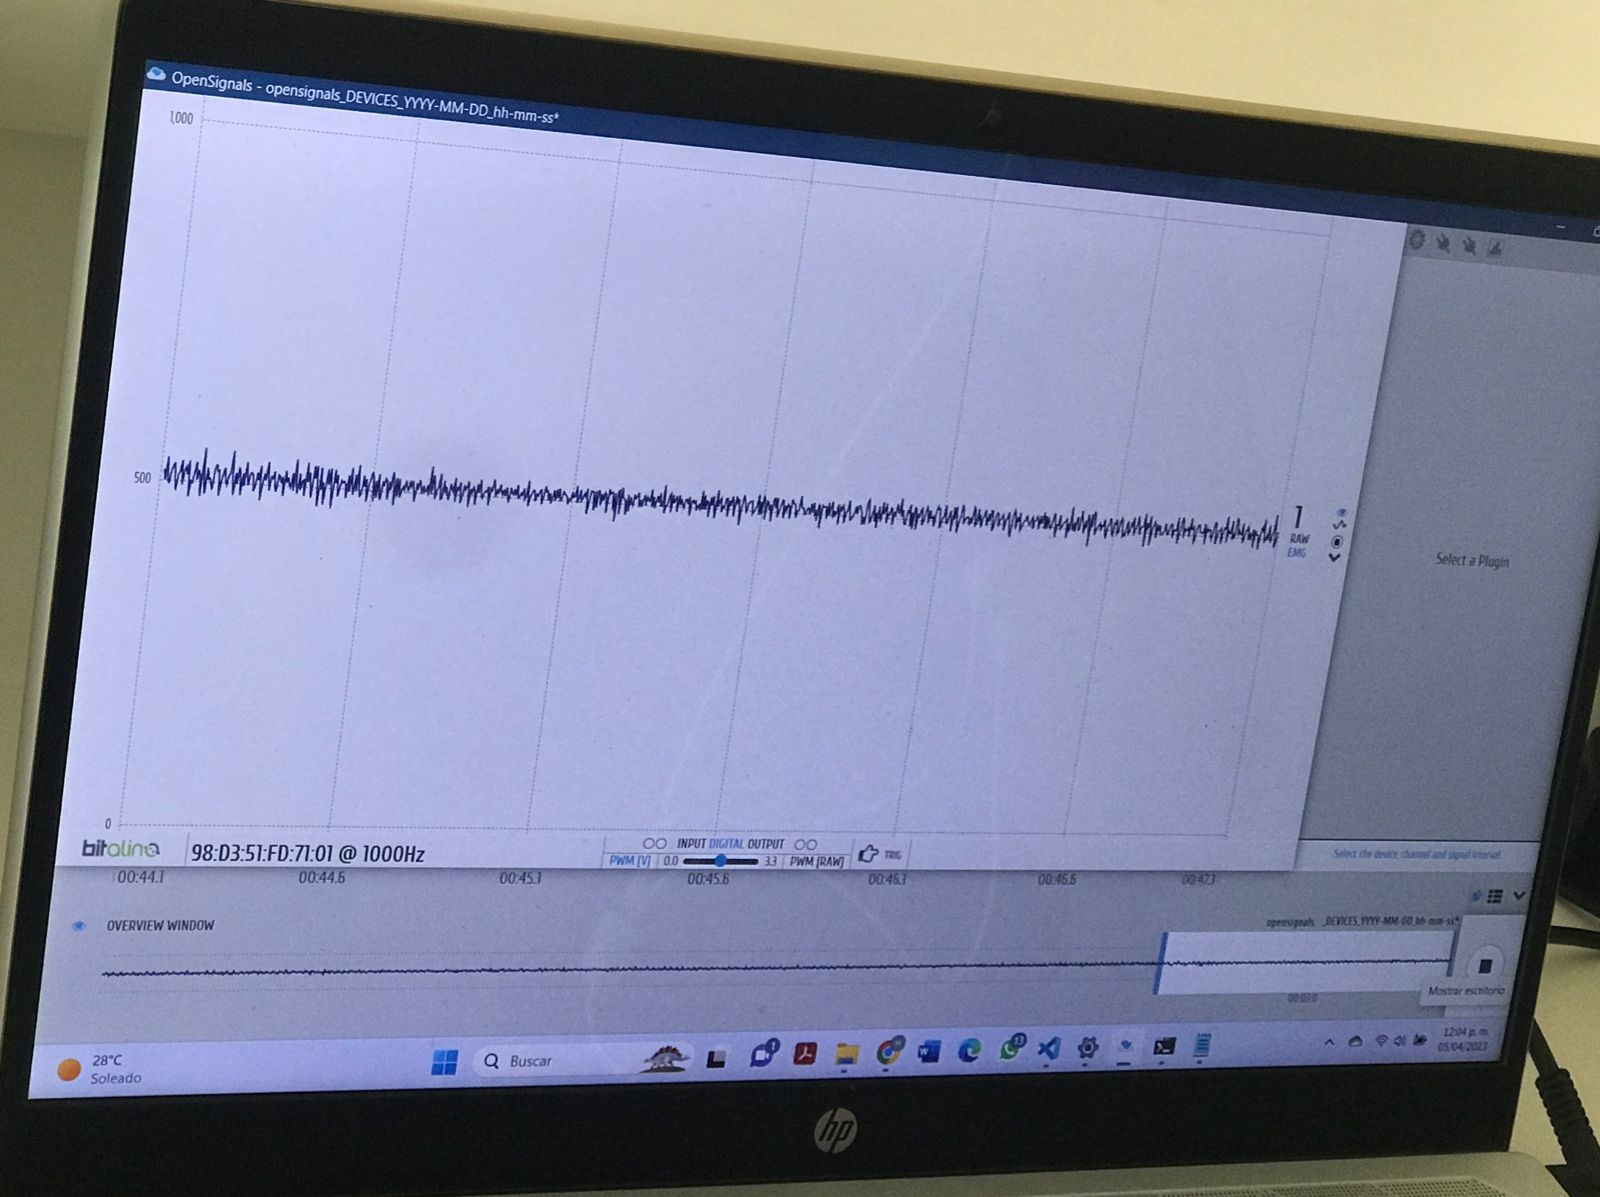 OpenSignals - opensignals_DEVICES_YYYY-MM-DD_hh-mm-ss*
1,000
500
0
1
RAW
EMG
Select a Plugin
bitalino
98:D3:51:FD:71:01 @ 1000Hz
INPUT DIGITAL OUTPUT
PWM [V] 0.0 3.3 PWM [RAW]
TRIG
Select the device, channel and signal interval
00:44.1 00:44.6 00:45.1 00:45.6 00:46.1 00:46.6 00:47.1
OVERVIEW WINDOW
opensignals_DEVICES_YYYY-MM-DD_hh-mm-ss*
00:03:0
Mostrar escritorio
28°C
Soleado
Buscar
1
13
12:04 p. m.
05/04/2023
hp